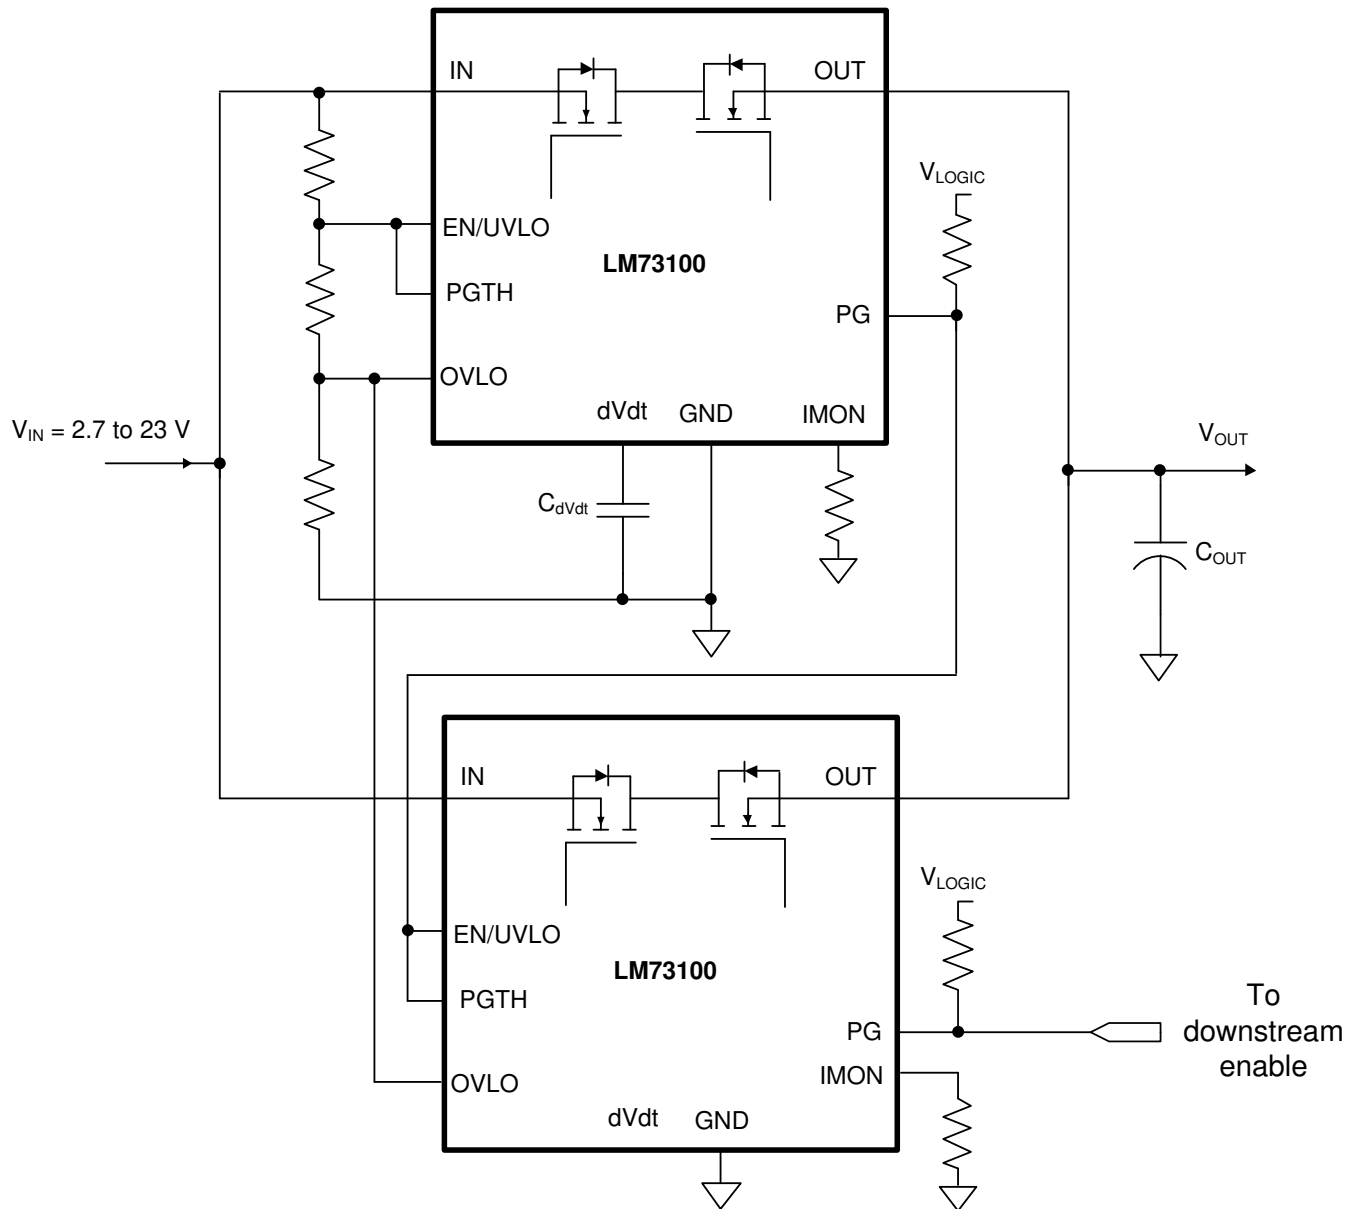 IN
OUT
V_LOGIC
EN/UVLO
LM73100
PGTH
PG
OVLO
dVdt
GND
IMON
V_IN = 2.7 to 23 V
V_OUT
C_dVdt
C_OUT
IN
OUT
V_LOGIC
EN/UVLO
LM73100
PGTH
To
downstream
enable
PG
IMON
OVLO
dVdt
GND